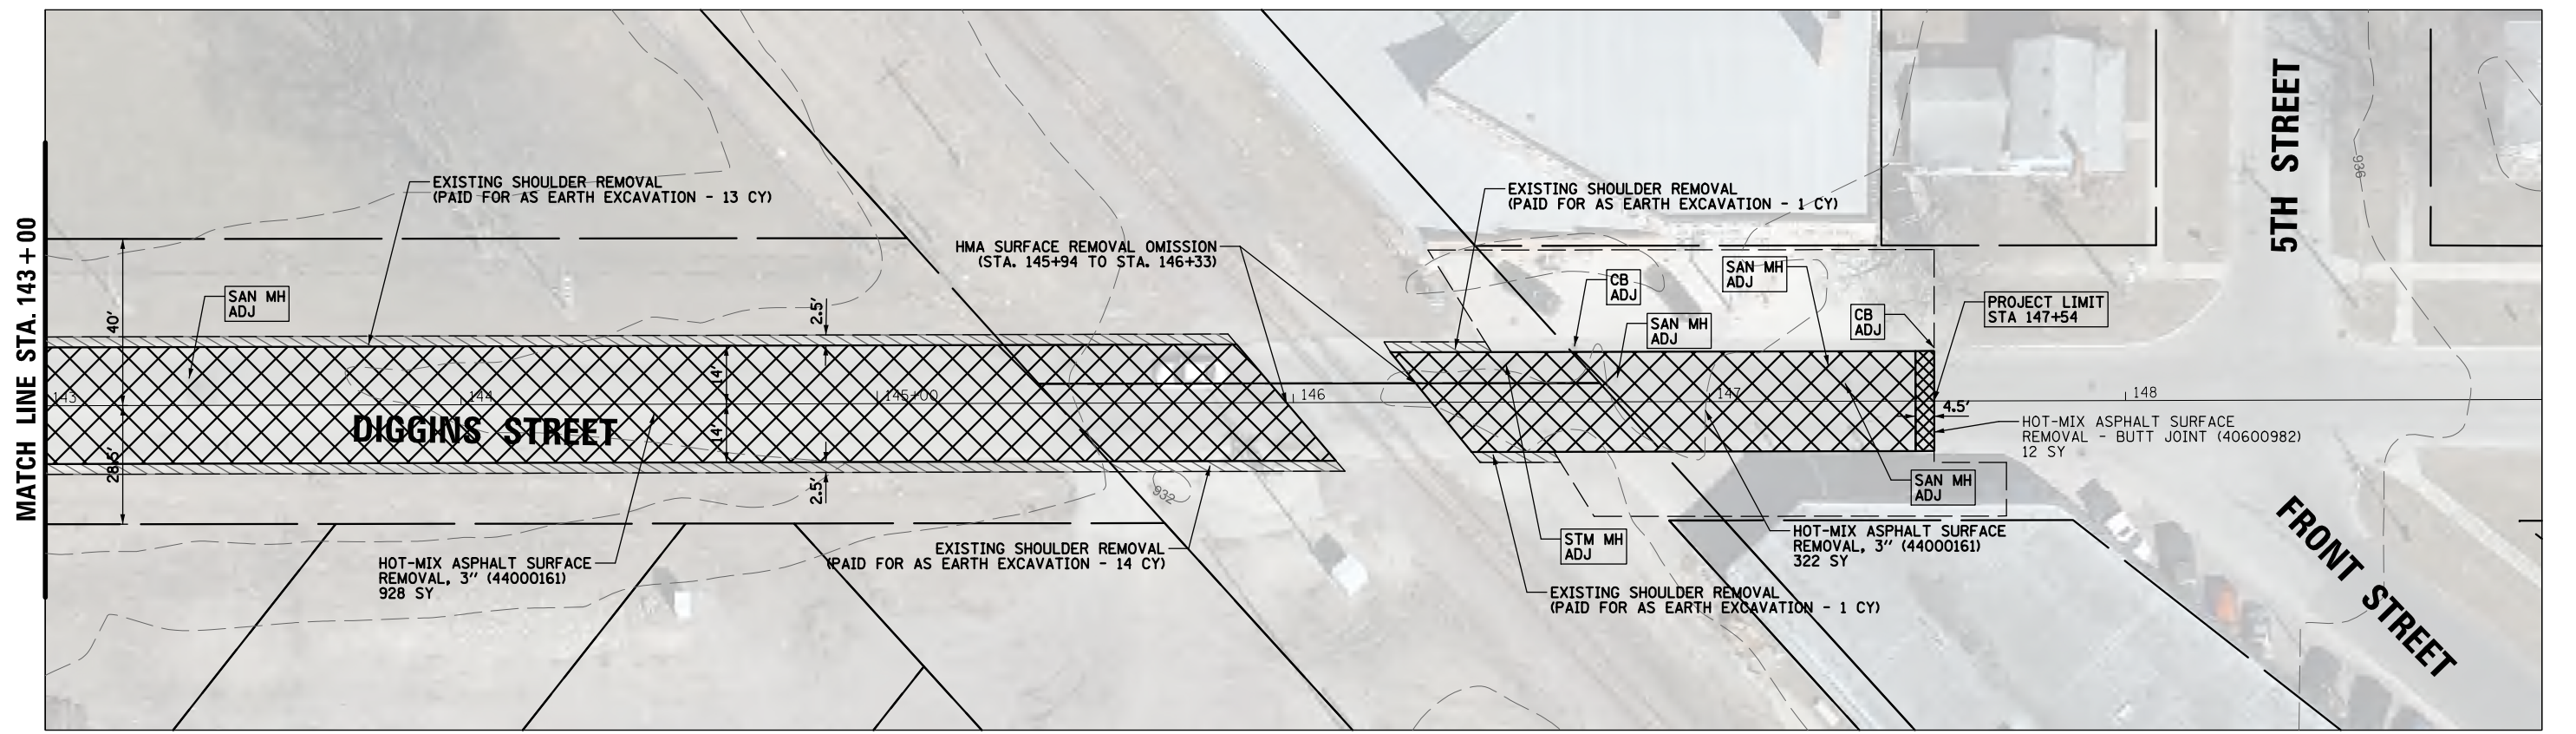 MATCH LINE STA. 143+00
EXISTING SHOULDER REMOVAL
(PAID FOR AS EARTH EXCAVATION - 13 CY)
SAN MH
ADJ
40'
28.5'
2.5'
14'
14'
2.5'
143
144
145+00
146
147
148
DIGGINS STREET
HOT-MIX ASPHALT SURFACE
REMOVAL, 3" (44000161)
928 SY
EXISTING SHOULDER REMOVAL
(PAID FOR AS EARTH EXCAVATION - 14 CY)
932
HMA SURFACE REMOVAL OMISSION
(STA. 145+94 TO STA. 146+33)
EXISTING SHOULDER REMOVAL
(PAID FOR AS EARTH EXCAVATION - 1 CY)
CB
ADJ
SAN MH
ADJ
SAN MH
ADJ
CB
ADJ
PROJECT LIMIT
STA 147+54
4.5'
HOT-MIX ASPHALT SURFACE
REMOVAL - BUTT JOINT (40600982)
12 SY
SAN MH
ADJ
STM MH
ADJ
HOT-MIX ASPHALT SURFACE
REMOVAL, 3" (44000161)
322 SY
EXISTING SHOULDER REMOVAL
(PAID FOR AS EARTH EXCAVATION - 1 CY)
5TH STREET
936
FRONT STREET